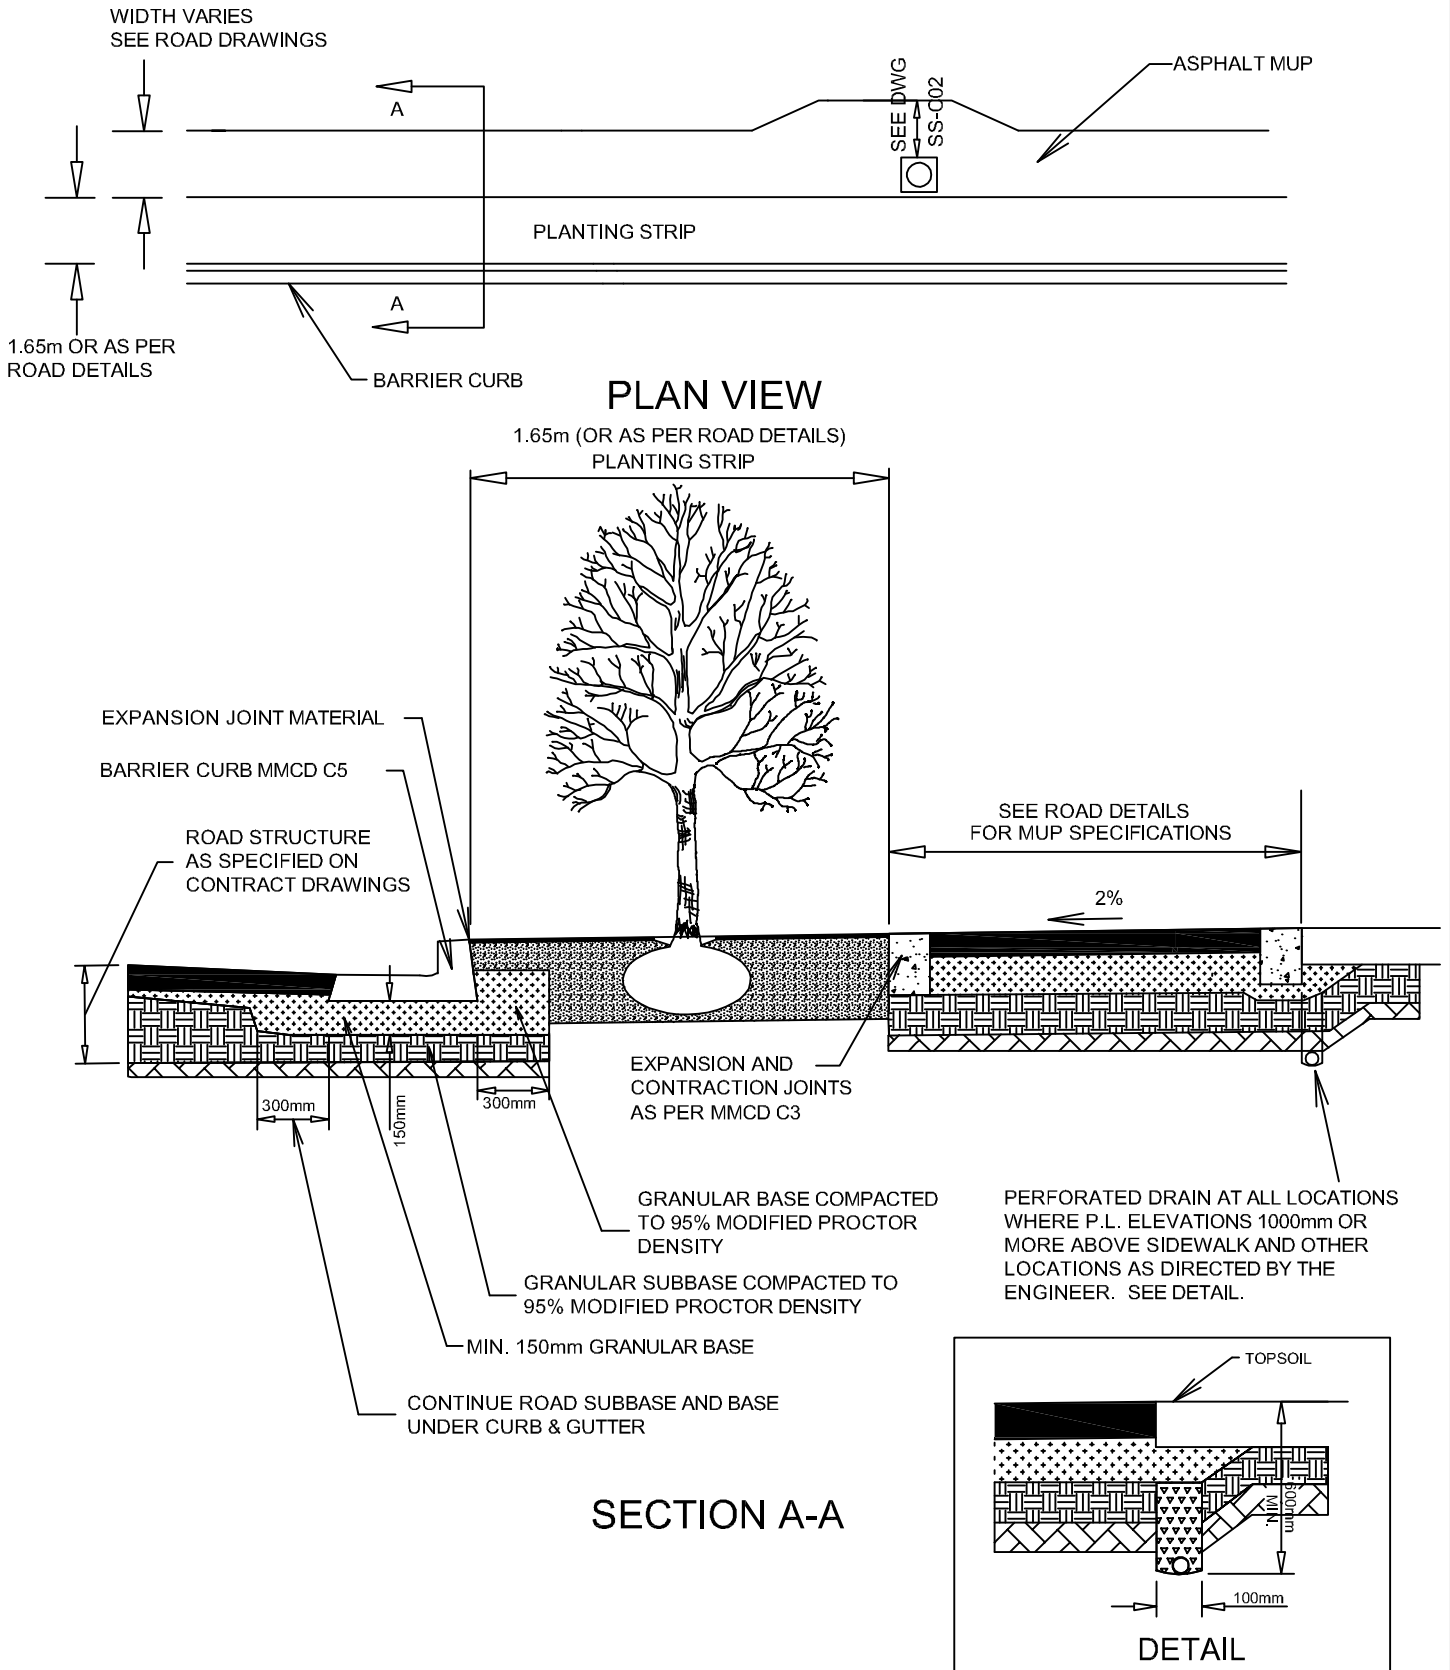 WIDTH VARIES
SEE ROAD DRAWINGS
A
SEE DWG
SS-C02
ASPHALT MUP
PLANTING STRIP
A
1.65m OR AS PER
ROAD DETAILS
BARRIER CURB
PLAN VIEW
1.65m (OR AS PER ROAD DETAILS)
PLANTING STRIP
EXPANSION JOINT MATERIAL
BARRIER CURB MMCD C5
ROAD STRUCTURE
AS SPECIFIED ON
CONTRACT DRAWINGS
SEE ROAD DETAILS
FOR MUP SPECIFICATIONS
2%
300mm
150mm
300mm
EXPANSION AND
CONTRACTION JOINTS
AS PER MMCD C3
GRANULAR BASE COMPACTED
TO 95% MODIFIED PROCTOR
DENSITY
GRANULAR SUBBASE COMPACTED TO
95% MODIFIED PROCTOR DENSITY
MIN. 150mm GRANULAR BASE
CONTINUE ROAD SUBBASE AND BASE
UNDER CURB & GUTTER
PERFORATED DRAIN AT ALL LOCATIONS
WHERE P.L. ELEVATIONS 1000mm OR
MORE ABOVE SIDEWALK AND OTHER
LOCATIONS AS DIRECTED BY THE
ENGINEER. SEE DETAIL.
SECTION A-A
TOPSOIL
600mm
MIN.
100mm
DETAIL